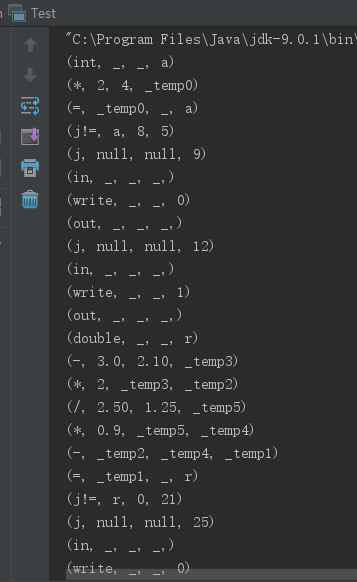 Test
"C:\Program Files\Java\jdk-9.0.1\bin\
(int, _, _, a)
(*, 2, 4, _temp0)
(=, _temp0, _, a)
(j!=, a, 8, 5)
(j, null, null, 9)
(in, _, _, _,)
(write, _, _, 0)
(out, _, _, _,)
(j, null, null, 12)
(in, _, _, _,)
(write, _, _, 1)
(out, _, _, _,)
(double, _, _, r)
(-, 3.0, 2.10, _temp3)
(*, 2, _temp3, _temp2)
(/, 2.50, 1.25, _temp5)
(*, 0.9, _temp5, _temp4)
(-, _temp2, _temp4, _temp1)
(=, _temp1, _, r)
(j!=, r, 0, 21)
(j, null, null, 25)
(in, _, _, _,)
(write, _, _, 0)